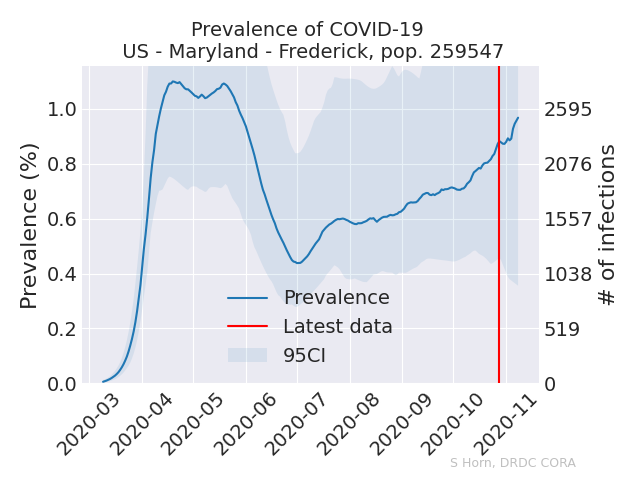 Prevalence of COVID-19
US - Maryland - Frederick, pop. 259547
Prevalence (%)
1.0
0.8
0.6
0.4
0.2
0.0
2595
2076
1557
1038
519
0
# of infections
Prevalence
Latest data
95CI
2020-03
2020-04
2020-05
2020-06
2020-07
2020-08
2020-09
2020-10
2020-11
S Horn, DRDC CORA